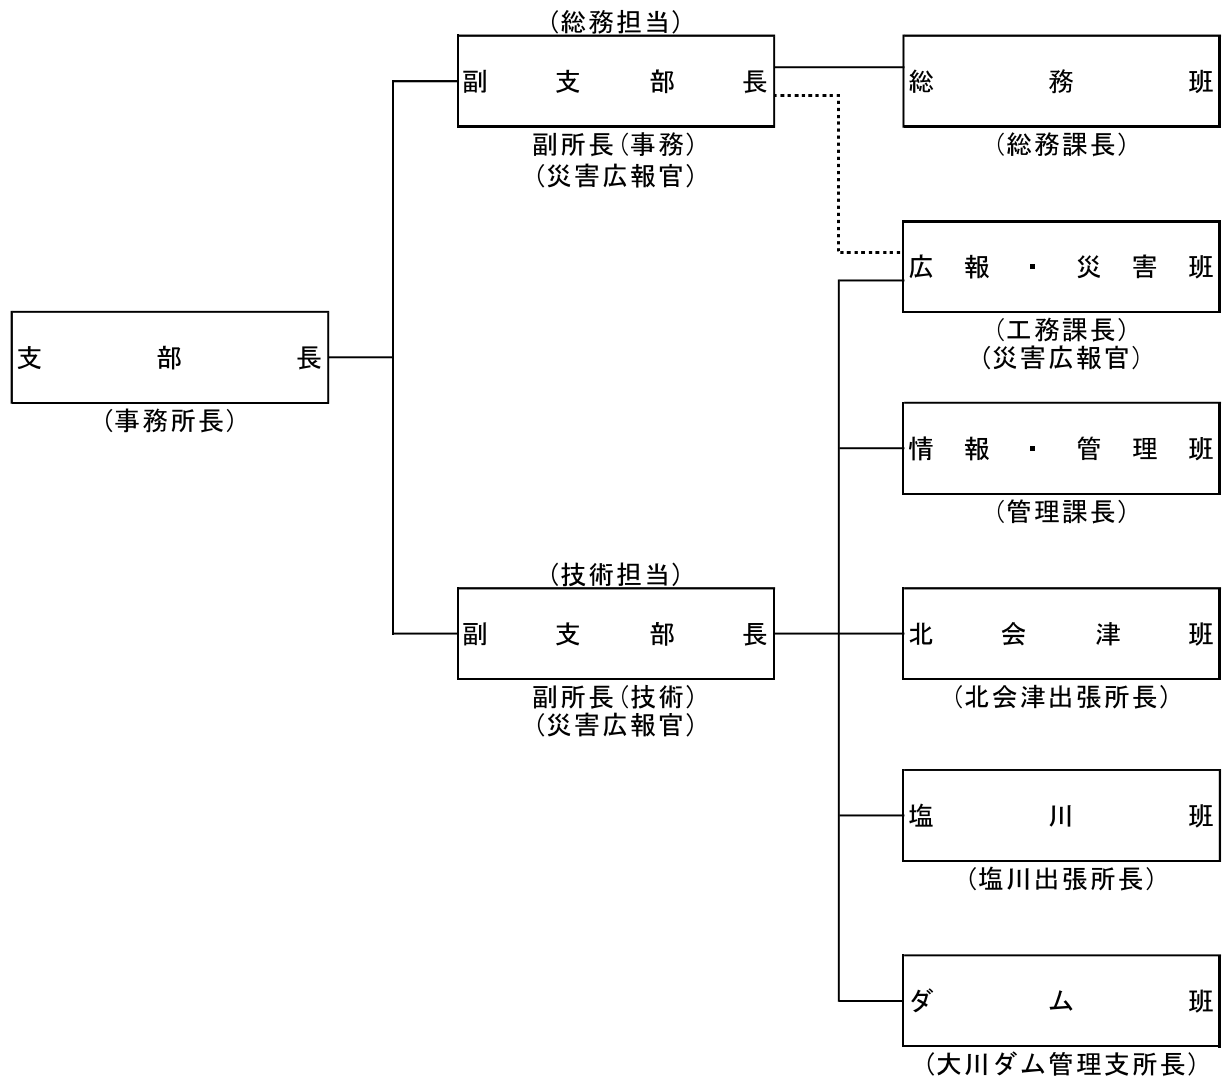 (総務担当)
副支部長
副所長(事務)
(災害広報官)
総務班
(総務課長)
広報・災害班
(工務課長)
(災害広報官)
支部長
(事務所長)
情報・管理班
(管理課長)
(技術担当)
副支部長
副所長(技術)
(災害広報官)
北会津班
(北会津出張所長)
塩川班
(塩川出張所長)
ダム班
(大川ダム管理支所長)